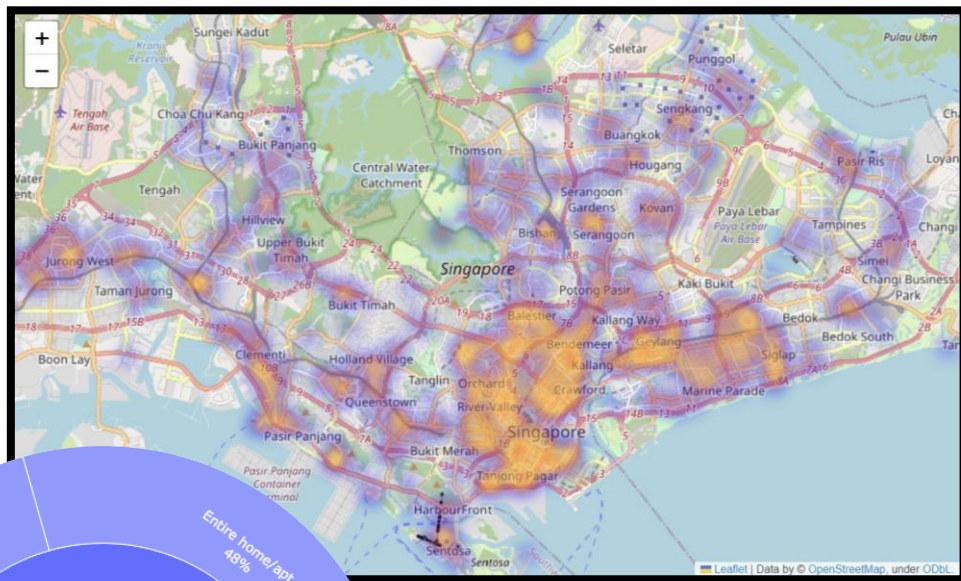 +
Sungei Kadut
8A
Seletar
Pulau Ubin
−
Kranji
Reservoir
Punggol
Tengah
Air Base
Choa Chu Kang
Sengkang
Bukit Panjang
Buangkok
Thomson
Central Water
Catchment
Hougang
Pasir Ris
Loyan
Tengah
Serangoon
Gardens
Kovan
Paya Lebar
Paya Lebar
Air Base
Hillview
Bishan
Serangoon
Tampines
Changi
Upper Bukit
Timah
Jurong West
Singapore
Simei
Taman Jurong
Bukit Timah
Potong Pasir
Kaki Bukit
Changi Business
Park
Balestier
Kallang Way
Bedok
Bedok South
Boon Lay
Clementi
Holland Village
Bendemeer
Geylang
Siglap
Kallang
Tanglin
Orchard
Crawford
Marine Parade
Queenstown
River Valley
Pasir Panjang
Singapore
Bukit Merah
Pasir Panjang
Container
Terminal
Tanjong Pagar
HarbourFront
Sentosa
Sentosa
Entire home/apt
48%
Leaflet | Data by © OpenStreetMap, under ODbL.